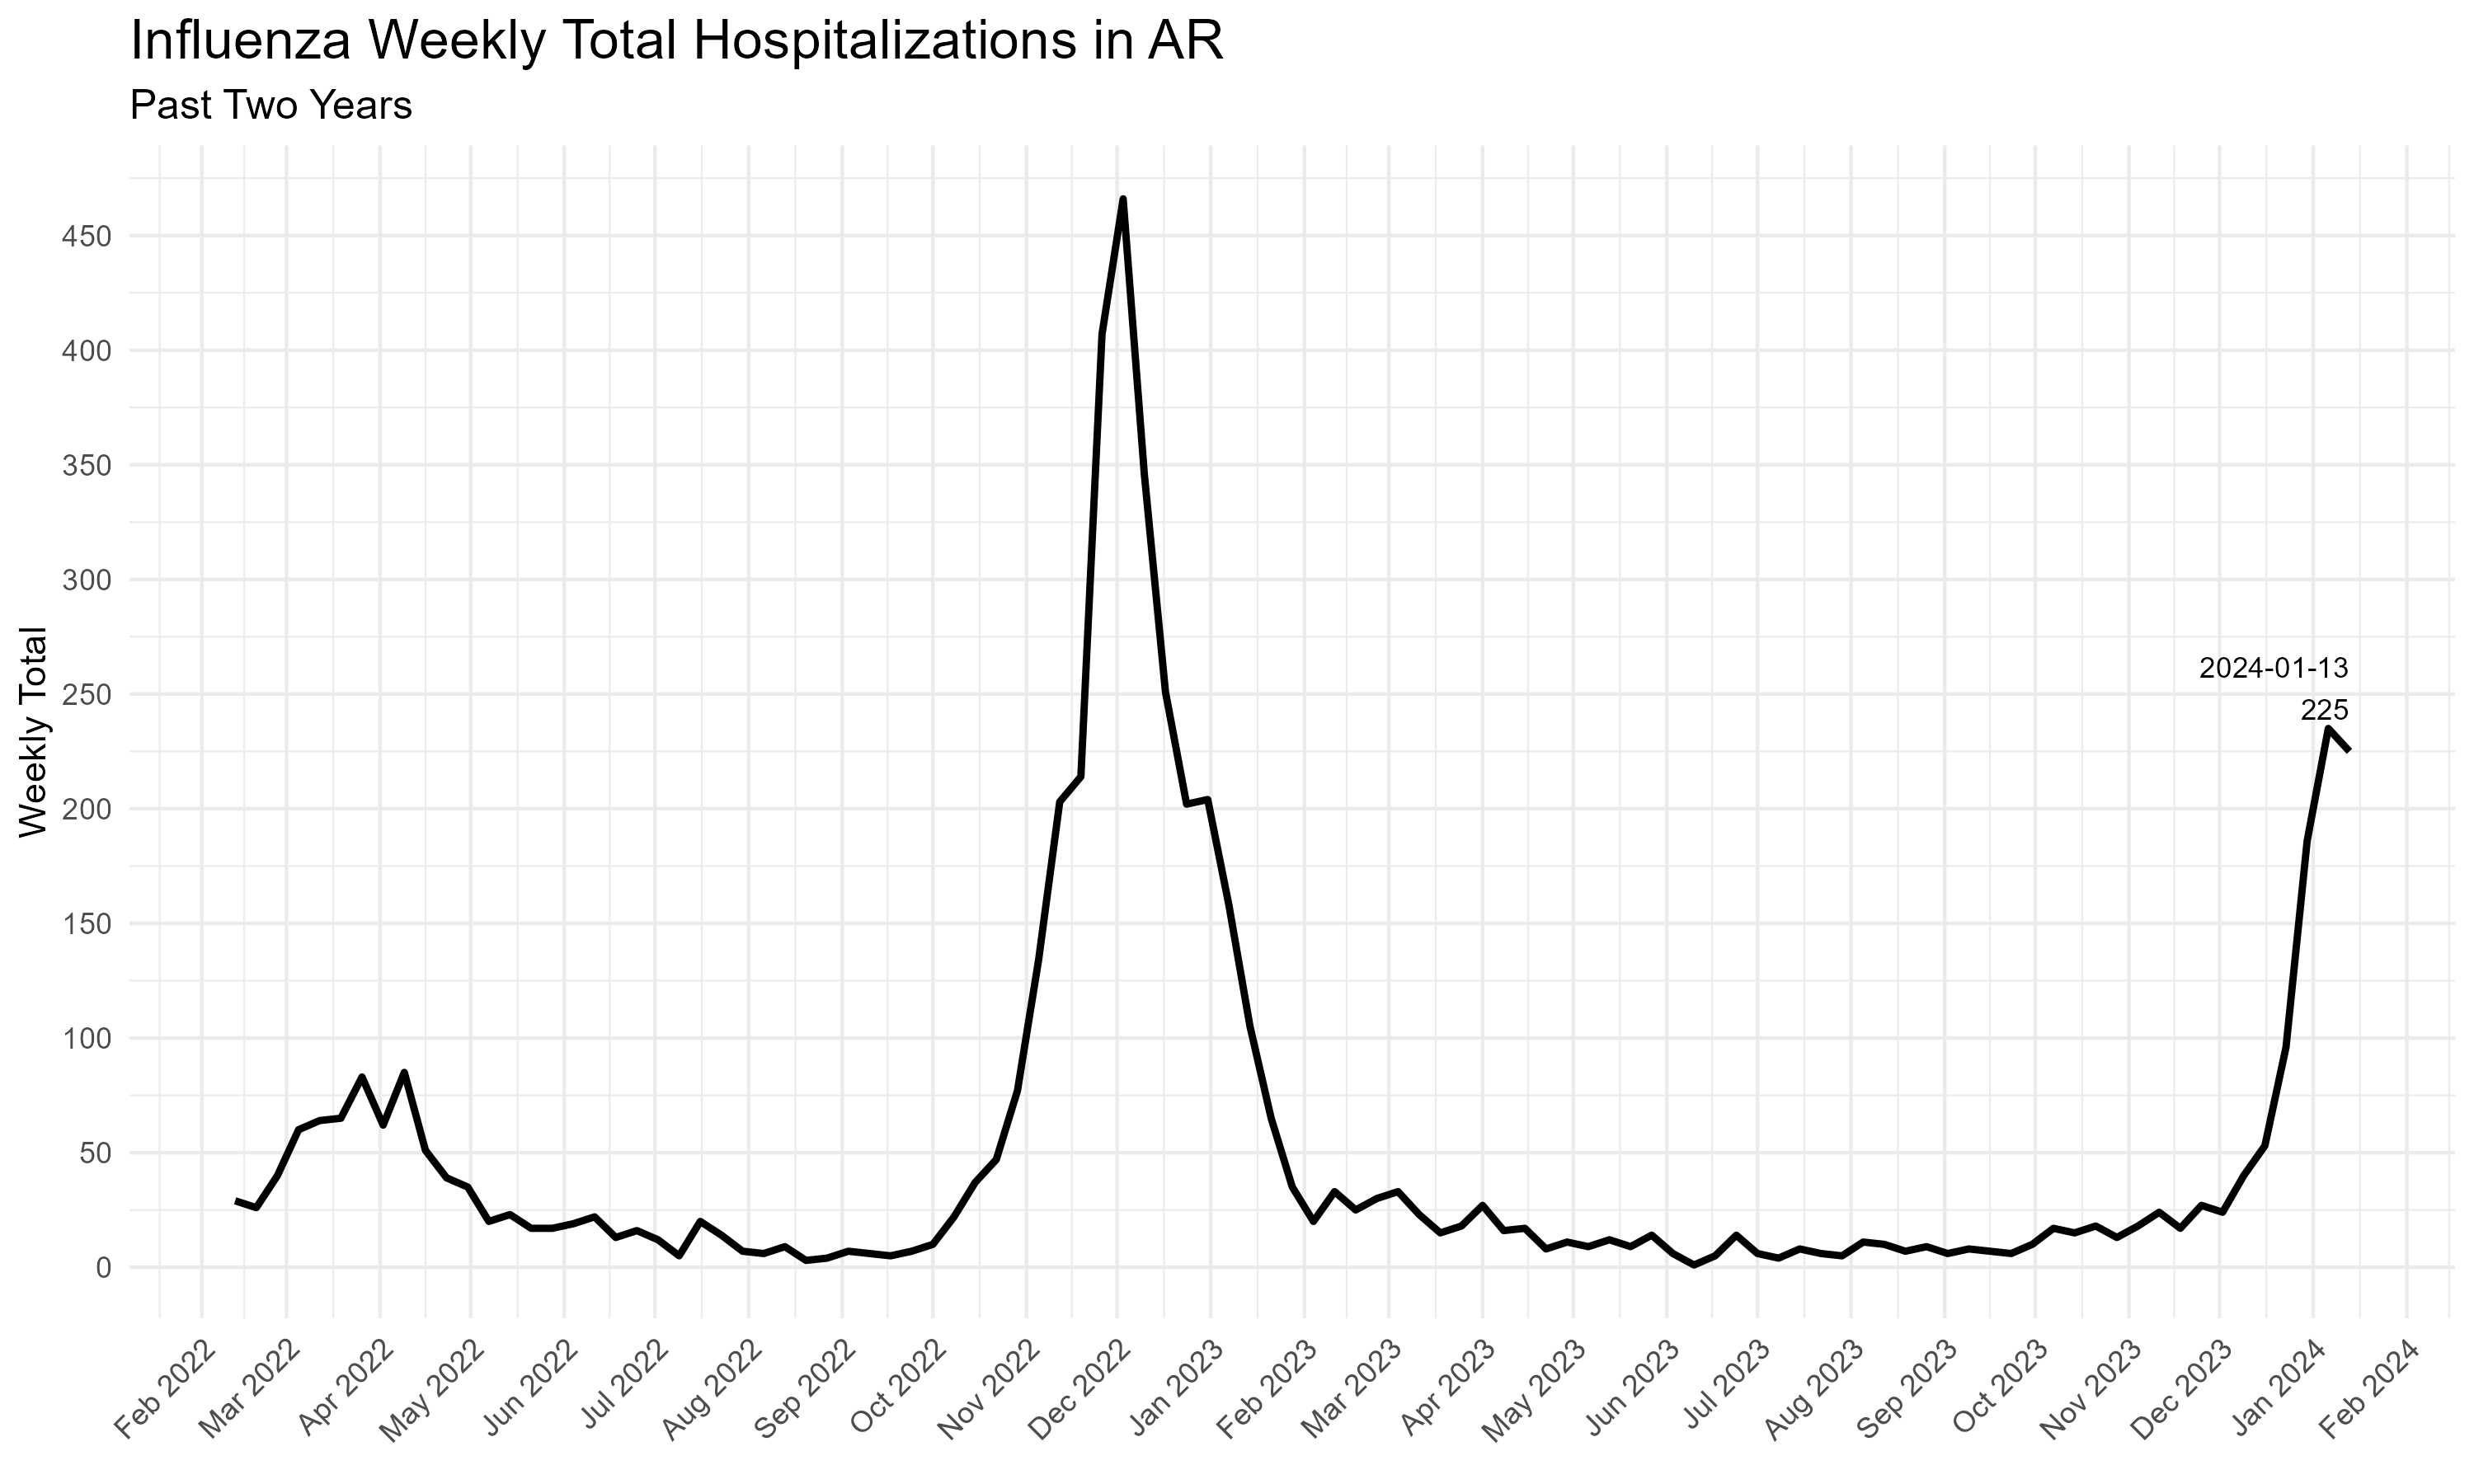 Influenza Weekly Total Hospitalizations in AR
Past Two Years
Weekly Total
450
400
350
300
250
200
150
100
50
0
2024-01-13
225
Feb 2022
Mar 2022
Apr 2022
May 2022
Jun 2022
Jul 2022
Aug 2022
Sep 2022
Oct 2022
Nov 2022
Dec 2022
Jan 2023
Feb 2023
Mar 2023
Apr 2023
May 2023
Jun 2023
Jul 2023
Aug 2023
Sep 2023
Oct 2023
Nov 2023
Dec 2023
Jan 2024
Feb 2024